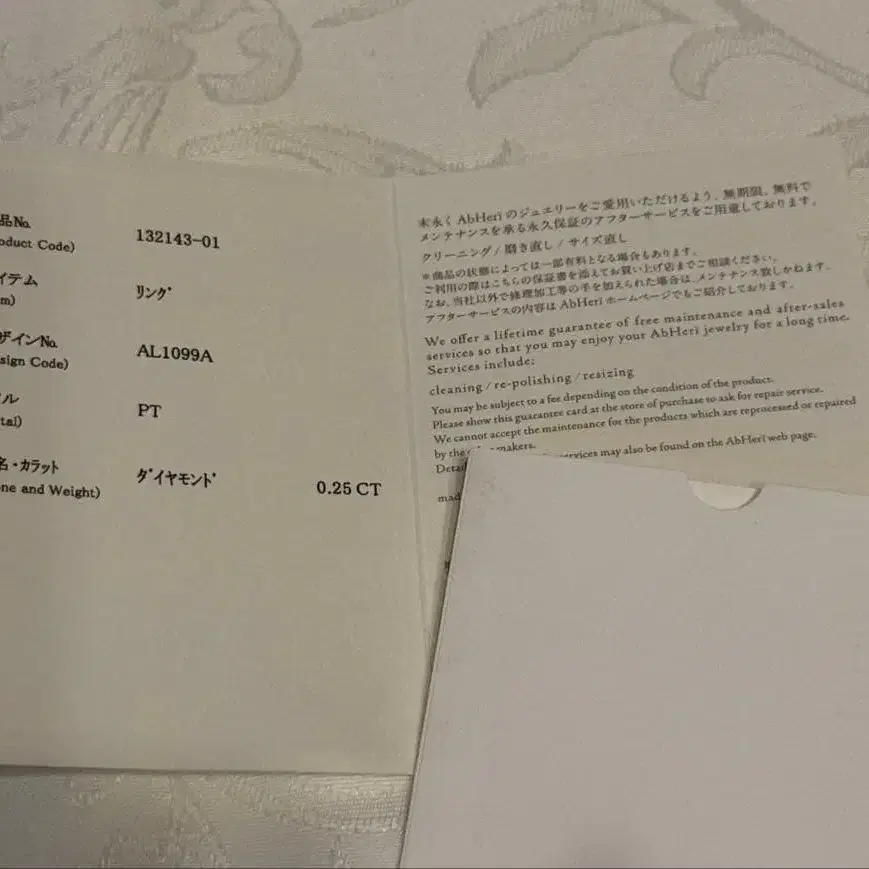 品No.
oduct Code)
132143-01
イテム
m)
リング
ザインNo.
sign Code)
AL1099A
ル
tal)
PT
名・カラット
ne and Weight)
ダイヤモンド
0.25 CT
末永く AbHerï のジュエリーをご愛用いただけるよう、無期限、無料で
メンテナンスを承る永久保証のアフターサービスをご用意しております。
クリーニング / 磨き直し / サイズ直し
※商品の状態によっては一部有料となる場合もあります。
ご利用の際はこちらの保証書を添えてお買い上げ店までご相談ください。
なお、当社以外で修理加工等の手を加えられた場合は、メンテナンス致しかねます。
アフターサービスの内容は AbHerï ホームページでもご紹介しております。
We offer a lifetime guarantee of free maintenance and after-sales
services so that you may enjoy your AbHerï jewelry for a long time.
Services include:
cleaning / re-polishing / resizing
You may be subject to a fee depending on the condition of the product.
Please show this guarantee card at the store of purchase to ask for repair service.
We cannot accept the maintenance for the products which are reprocessed or repaired
by the makers.
Detai services may also be found on the AbHerï web page.
mad